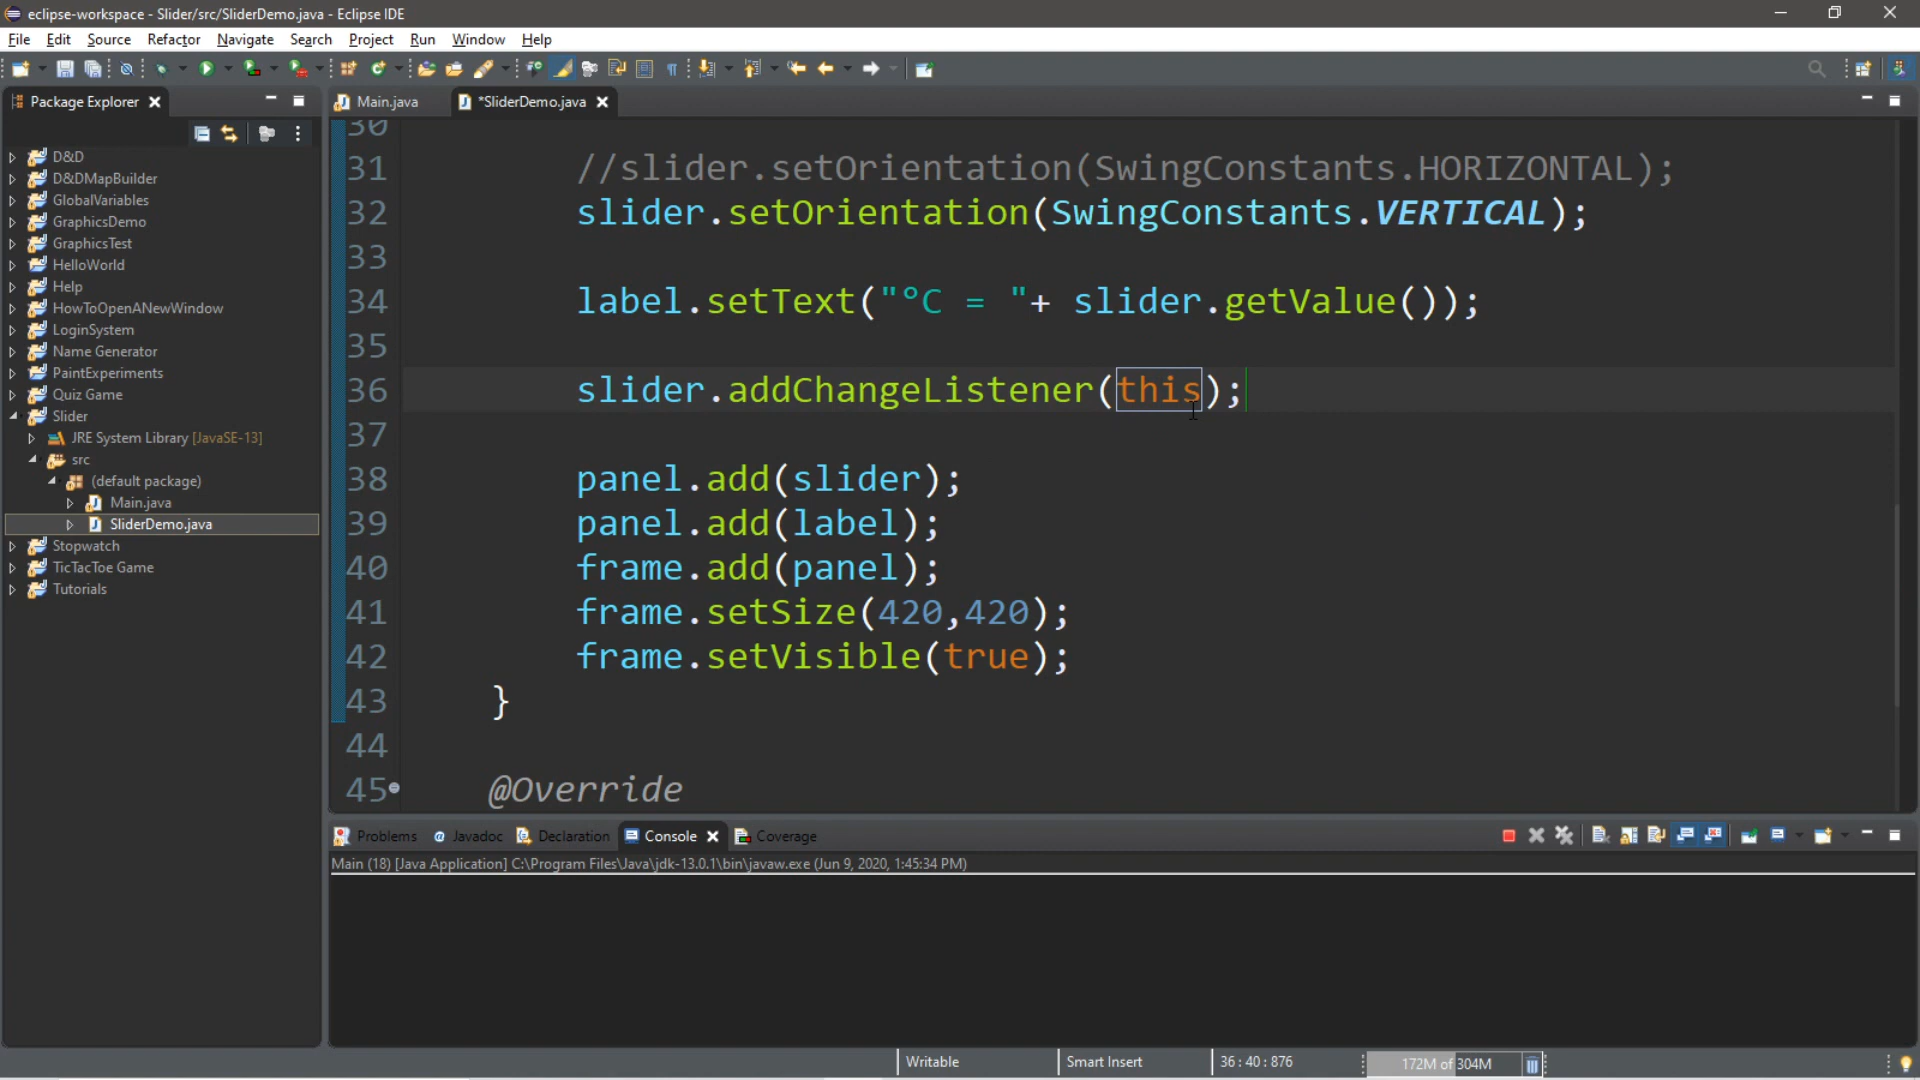 eclipse-workspace - Slider/src/SliderDemo.java - Eclipse IDE
File Edit Source Refactor Navigate Search Project Run Window Help
Package Explorer
Main.java *SliderDemo.java
D&D
D&DMapBuilder
GlobalVariables
GraphicsDemo
GraphicsTest
HelloWorld
Help
HowToOpenANewWindow
LoginSystem
Name Generator
PaintExperiments
Quiz Game
Slider
JRE System Library [JavaSE-13]
src
(default package)
Main.java
SliderDemo.java
Stopwatch
TicTacToe Game
Tutorials
30
31 //slider.setOrientation(SwingConstants.HORIZONTAL);
32 slider.setOrientation(SwingConstants.VERTICAL);
33
34 label.setText("°C = "+ slider.getValue());
35
36 slider.addChangeListener(this);
37
38 panel.add(slider);
39 panel.add(label);
40 frame.add(panel);
41 frame.setSize(420,420);
42 frame.setVisible(true);
43 }
44
45 @Override
Problems @ Javadoc Declaration Console Coverage
Main (18) [Java Application] C:\Program Files\Java\jdk-13.0.1\bin\javaw.exe (Jun 9, 2020, 1:45:34 PM)
Writable Smart Insert 36 : 40 : 876 172M of 304M